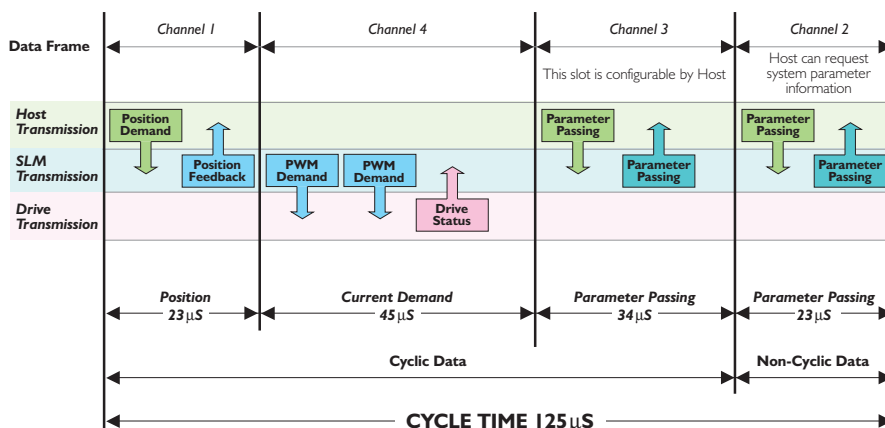 Channel 1
Channel 4
Channel 3
Channel 2
Data Frame
This slot is configurable by Host
Host can request
system parameter
information
Host
Transmission
Position
Demand
Parameter
Passing
Parameter
Passing
SLM
Transmission
Position
Feedback
PWM
Demand
PWM
Demand
Parameter
Passing
Parameter
Passing
Drive
Transmission
Drive
Status
Position
23µS
Current Demand
45µS
Parameter Passing
34µS
Parameter Passing
23µS
Cyclic Data
Non-Cyclic Data
CYCLE TIME 125µS